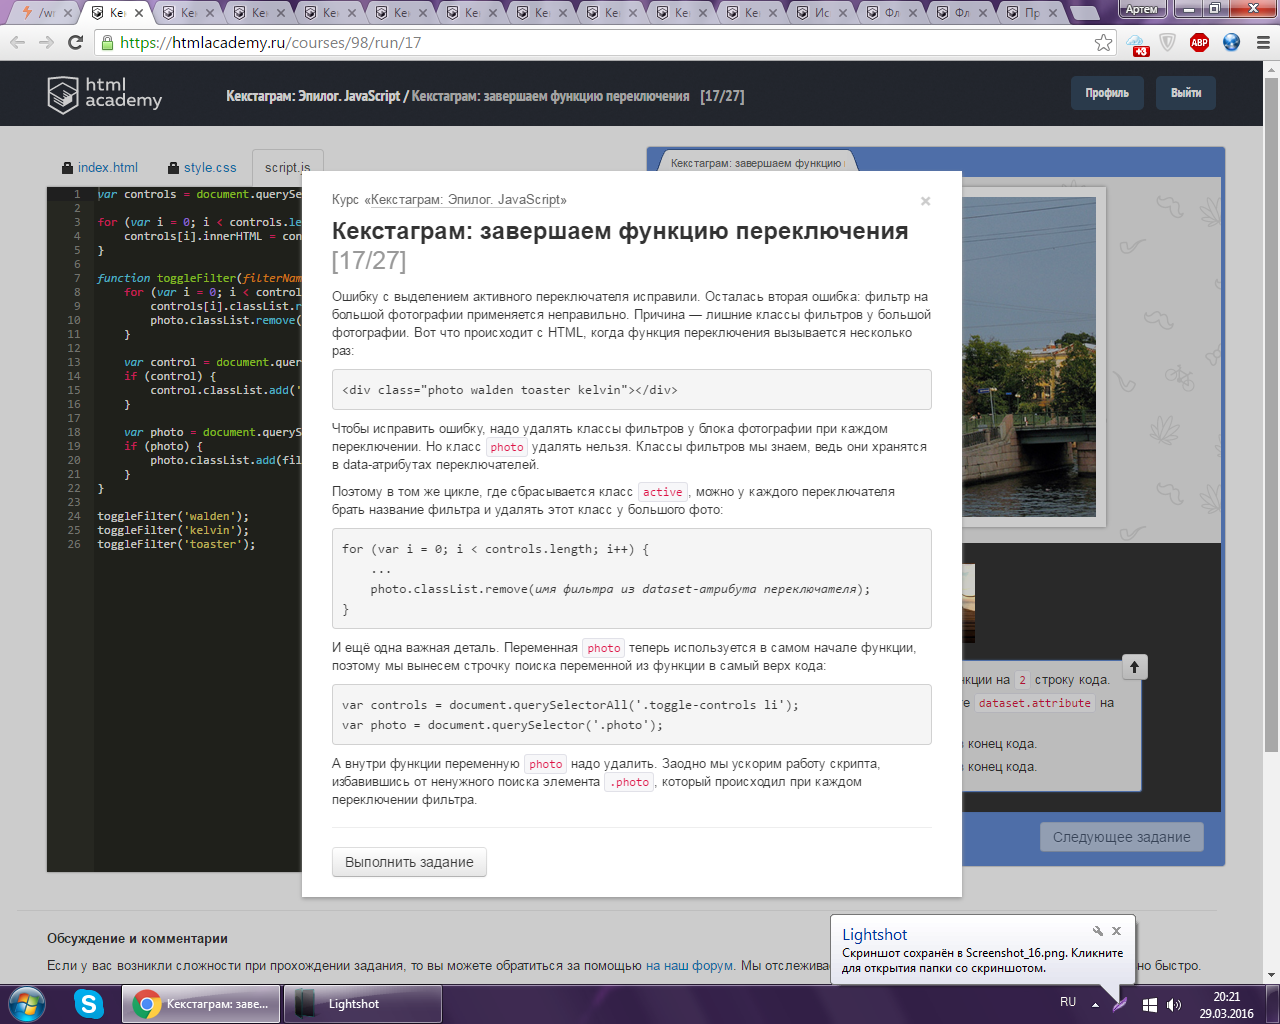 /wr
Кек
Кек
Кек
Кек
Кек
Кек
Кек
Кек
Кек
Кек
Ис
Фл
Фл
Пр
Артем
https://htmlacademy.ru/courses/98/run/17
+3
ABP
html
academy
Кекстаграм: Эпилог. JavaScript / Кекстаграм: завершаем функцию переключения [17/27]
Профиль
Выйти
index.html
style.css
script.js
Кекстаграм: завершаем функцию
1 var controls = document.querySe
2
3 for (var i = 0; i < controls.le
4 controls[i].innerHTML = con
5 }
6
7 function toggleFilter(filterNam
8 for (var i = 0; i < control
9 controls[i].classList.r
10 photo.classList.remove(
11 }
12
13 var control = document.quer
14 if (control) {
15 control.classList.add('
16 }
17
18 var photo = document.queryS
19 if (photo) {
20 photo.classList.add(fil
21 }
22 }
23
24 toggleFilter('walden');
25 toggleFilter('kelvin');
26 toggleFilter('toaster');
Курс «Кекстаграм: Эпилог. JavaScript»
×
Кекстаграм: завершаем функцию переключения
[17/27]
Ошибку с выделением активного переключателя исправили. Осталась вторая ошибка: фильтр на
большой фотографии применяется неправильно. Причина — лишние классы фильтров у большой
фотографии. Вот что происходит с HTML, когда функция переключения вызывается несколько
раз:
<div class="photo walden toaster kelvin"></div>
Чтобы исправить ошибку, надо удалять классы фильтров у блока фотографии при каждом
переключении. Но класс photo удалять нельзя. Классы фильтров мы знаем, ведь они хранятся
в data-атрибутах переключателей.
Поэтому в том же цикле, где сбрасывается класс active, можно у каждого переключателя
брать название фильтра и удалять этот класс у большого фото:
for (var i = 0; i < controls.length; i++) {
...
photo.classList.remove(имя фильтра из dataset-атрибута переключателя);
}
И ещё одна важная деталь. Переменная photo теперь используется в самом начале функции,
поэтому мы вынесем строчку поиска переменной из функции в самый верх кода:
var controls = document.querySelectorAll('.toggle-controls li');
var photo = document.querySelector('.photo');
А внутри функции переменную photo надо удалить. Заодно мы ускорим работу скрипта,
избавившись от ненужного поиска элемента .photo, который происходил при каждом
переключении фильтра.
Выполнить задание
нкции на 2 строку кода.
е dataset.attribute на
в конец кода.
в конец кода.
Следующее задание
Обсуждение и комментарии
Если у вас возникли сложности при прохождении задания, то вы можете обратиться за помощью на наш форум. Мы отслежива
но быстро.
Lightshot
Скриншот сохранён в Screenshot_16.png. Кликните
для открытия папки со скриншотом.
Кекстаграм: заве...
Lightshot
RU
20:21
29.03.2016